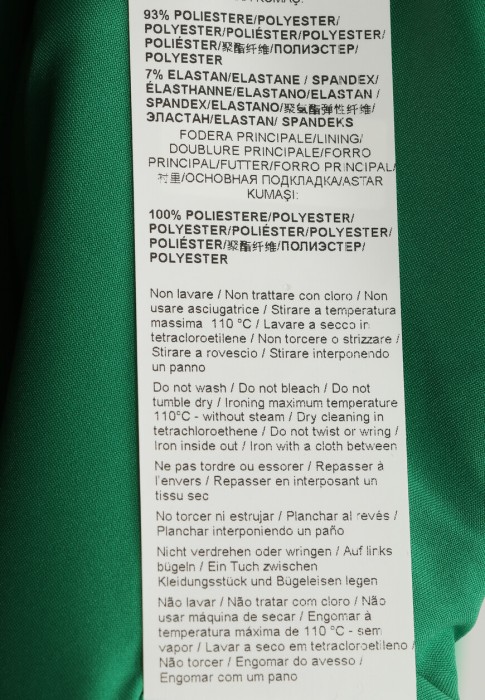 KUMAŞ:
93% POLIESTERE/POLYESTER/
POLYESTER/POLIÉSTER/POLYESTER/
POLIÉSTER/聚酯纤维/ПОЛИЭСТЕР/
POLYESTER
7% ELASTAN/ELASTANE / SPANDEX/
ÉLASTHANNE/ELASTANO/ELASTAN /
SPANDEX/ELASTANO/聚氨酯弹性纤维/
ЭЛАСТАН/ELASTAN/ SPANDEKS
FODERA PRINCIPALE/LINING/
DOUBLURE PRINCIPALE/FORRO
PRINCIPAL/FUTTER/FORRO PRINCIPAL/
衬里/ОСНОВНАЯ ПОДКЛАДКА/ASTAR
KUMAŞI:
100% POLIESTERE/POLYESTER/
POLYESTER/POLIÉSTER/POLYESTER/
POLIÉSTER/聚酯纤维/ПОЛИЭСТЕР/
POLYESTER
Non lavare / Non trattare con cloro / Non
usare asciugatrice / Stirare a temperatura
massima 110 °C / Lavare a secco in
tetracloroetilene / Non torcere o strizzare /
Stirare a rovescio / Stirare interponendo
un panno
Do not wash / Do not bleach / Do not
tumble dry / Ironing maximum temperature
110°C - without steam / Dry cleaning in
tetrachloroethene / Do not twist or wring /
Iron inside out / Iron with a cloth between
Ne pas tordre ou essorer / Repasser à
l'envers / Repasser en interposant un
tissu sec
No torcer ni estrujar / Planchar al revés /
Planchar interponiendo un paño
Nicht verdrehen oder wringen / Auf links
bügeln / Ein Tuch zwischen
Kleidungsstück und Bügeleisen legen
Não lavar / Não tratar com cloro / Não
usar máquina de secar / Engomar à
temperatura máxima de 110 °C - sem
vapor / Lavar a seco em tetracloroetileno /
Não torcer / Engomar do avesso /
Engomar com um pano